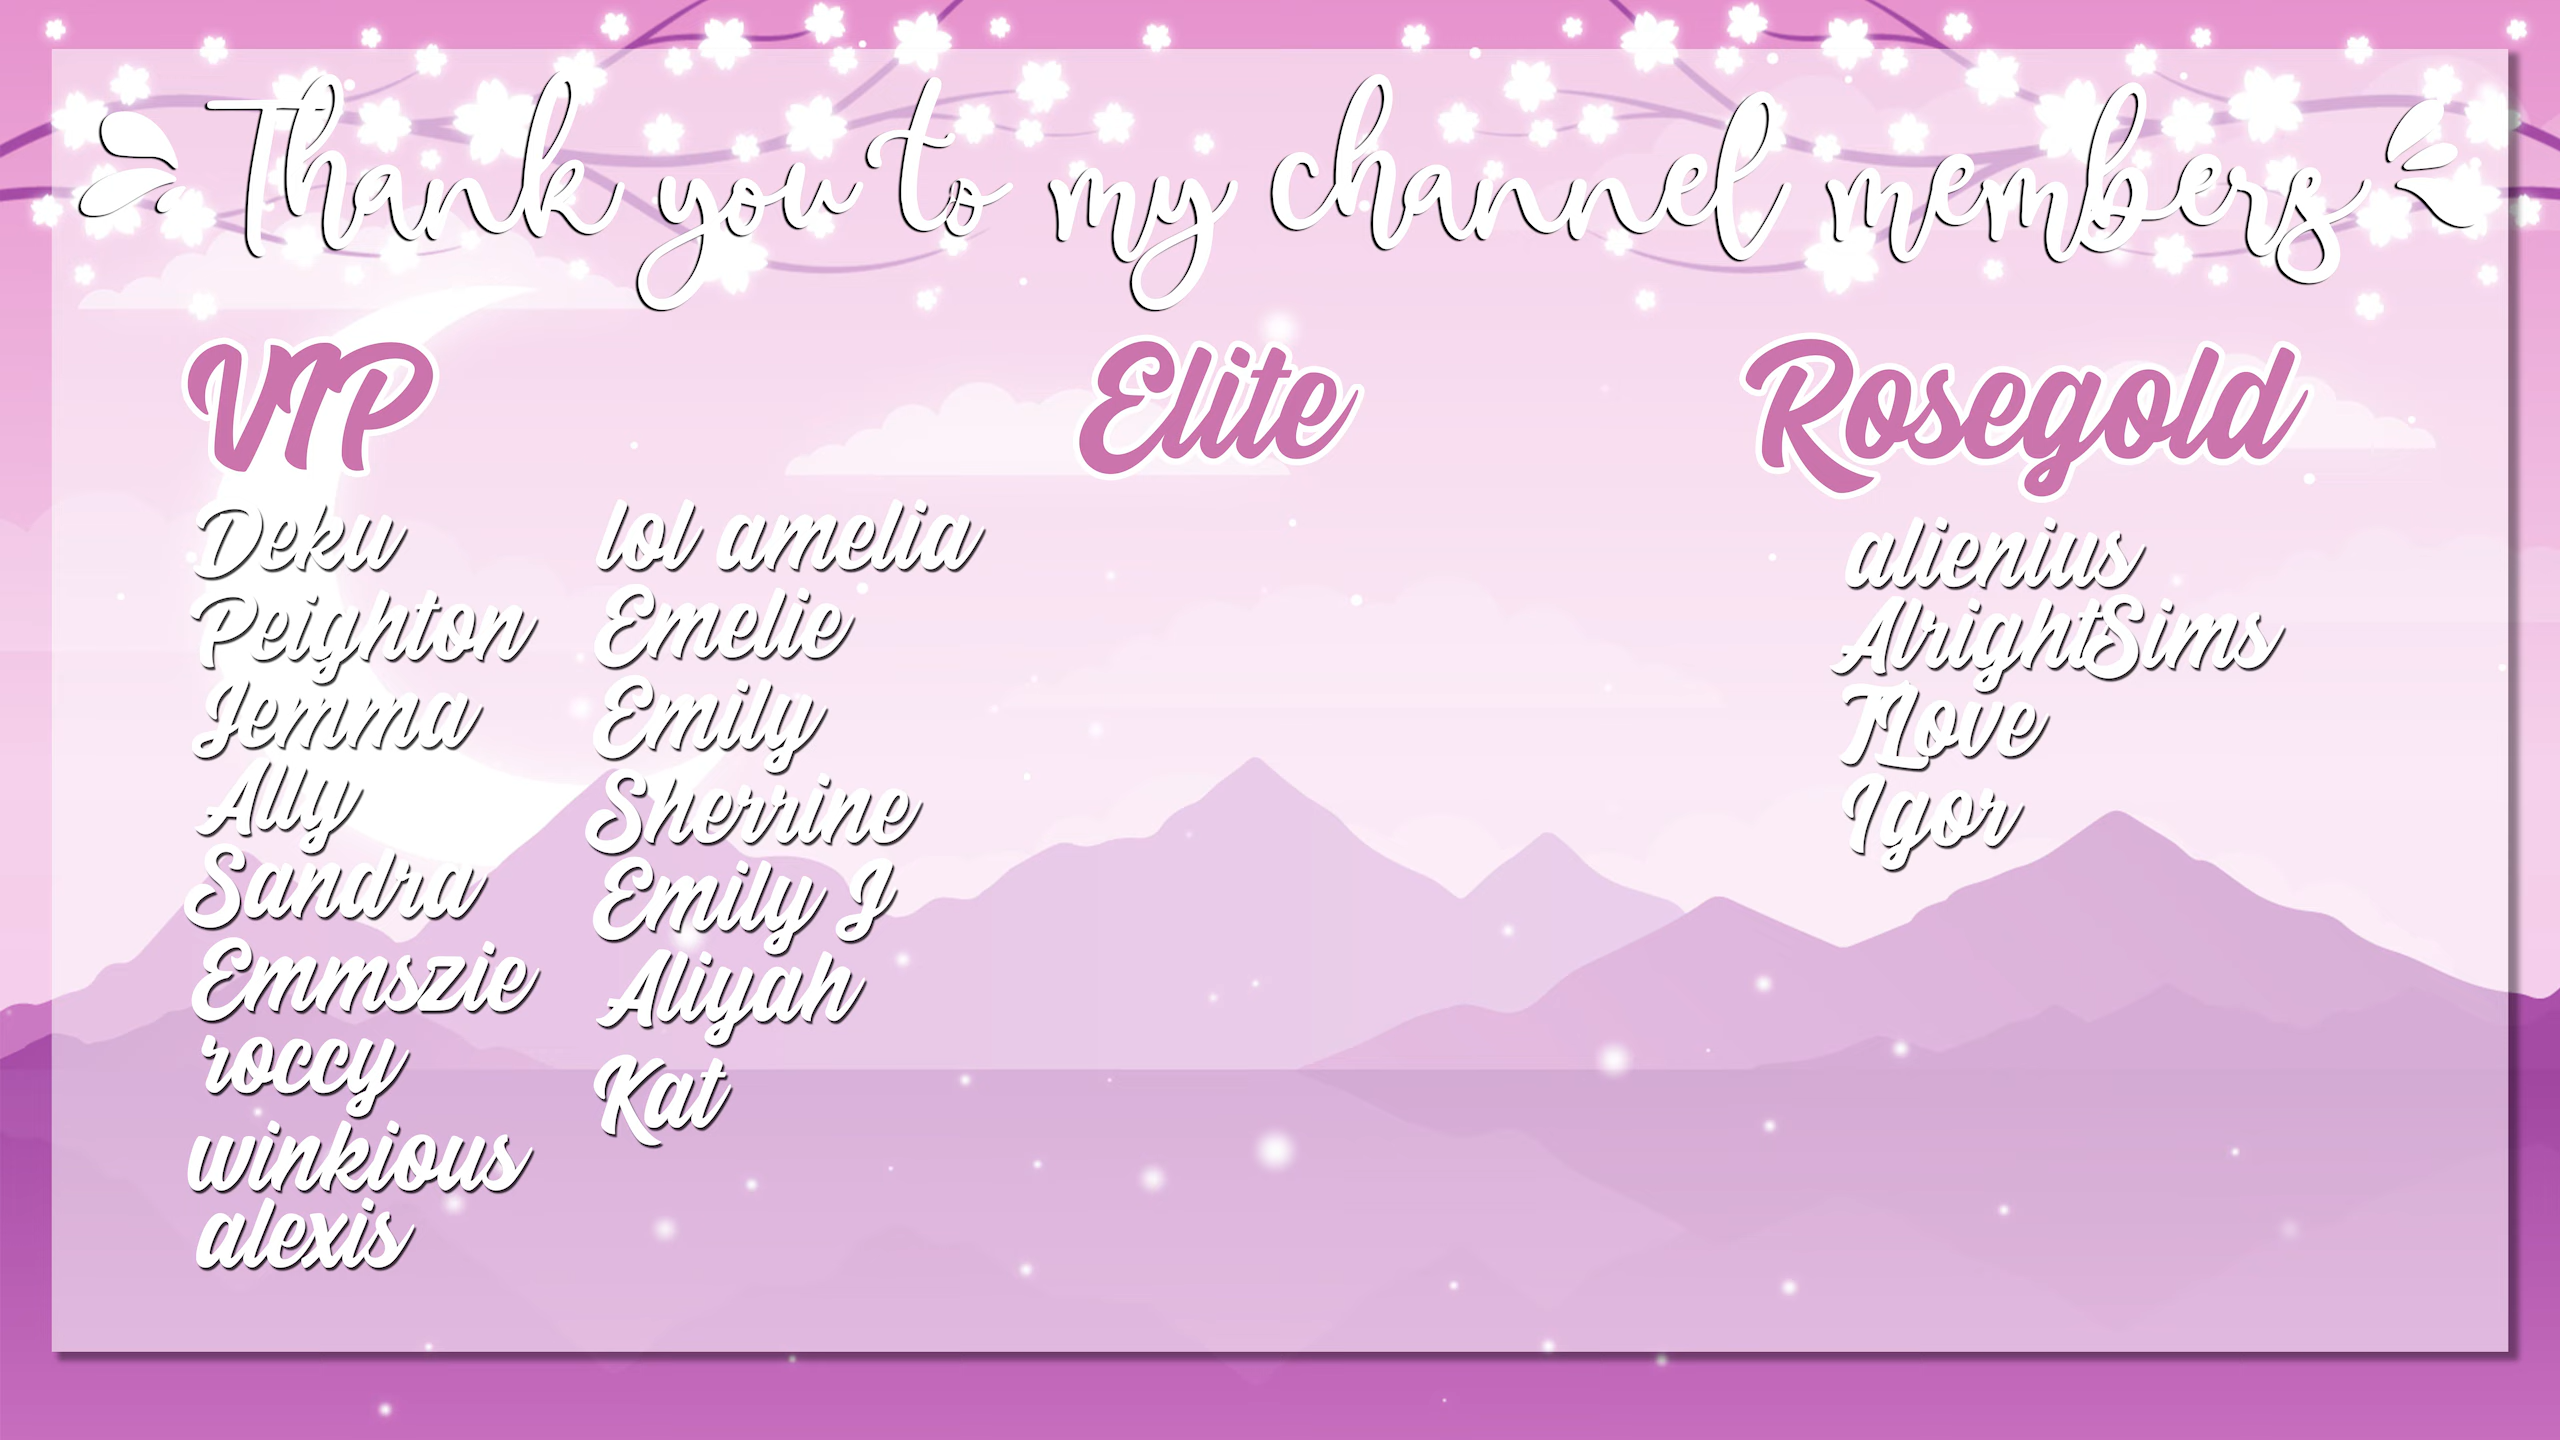 Thank you to my channel members
VIP
Deku
Peighton
Jemma
Ally
Sandra
Emmszie
roccy
winkious
alexis
lol amelia
Emelie
Emily
Sherrine
Emily J
Aliyah
Kat
Elite
Rosegold
alienius
AlrightSims
TLove
Igor